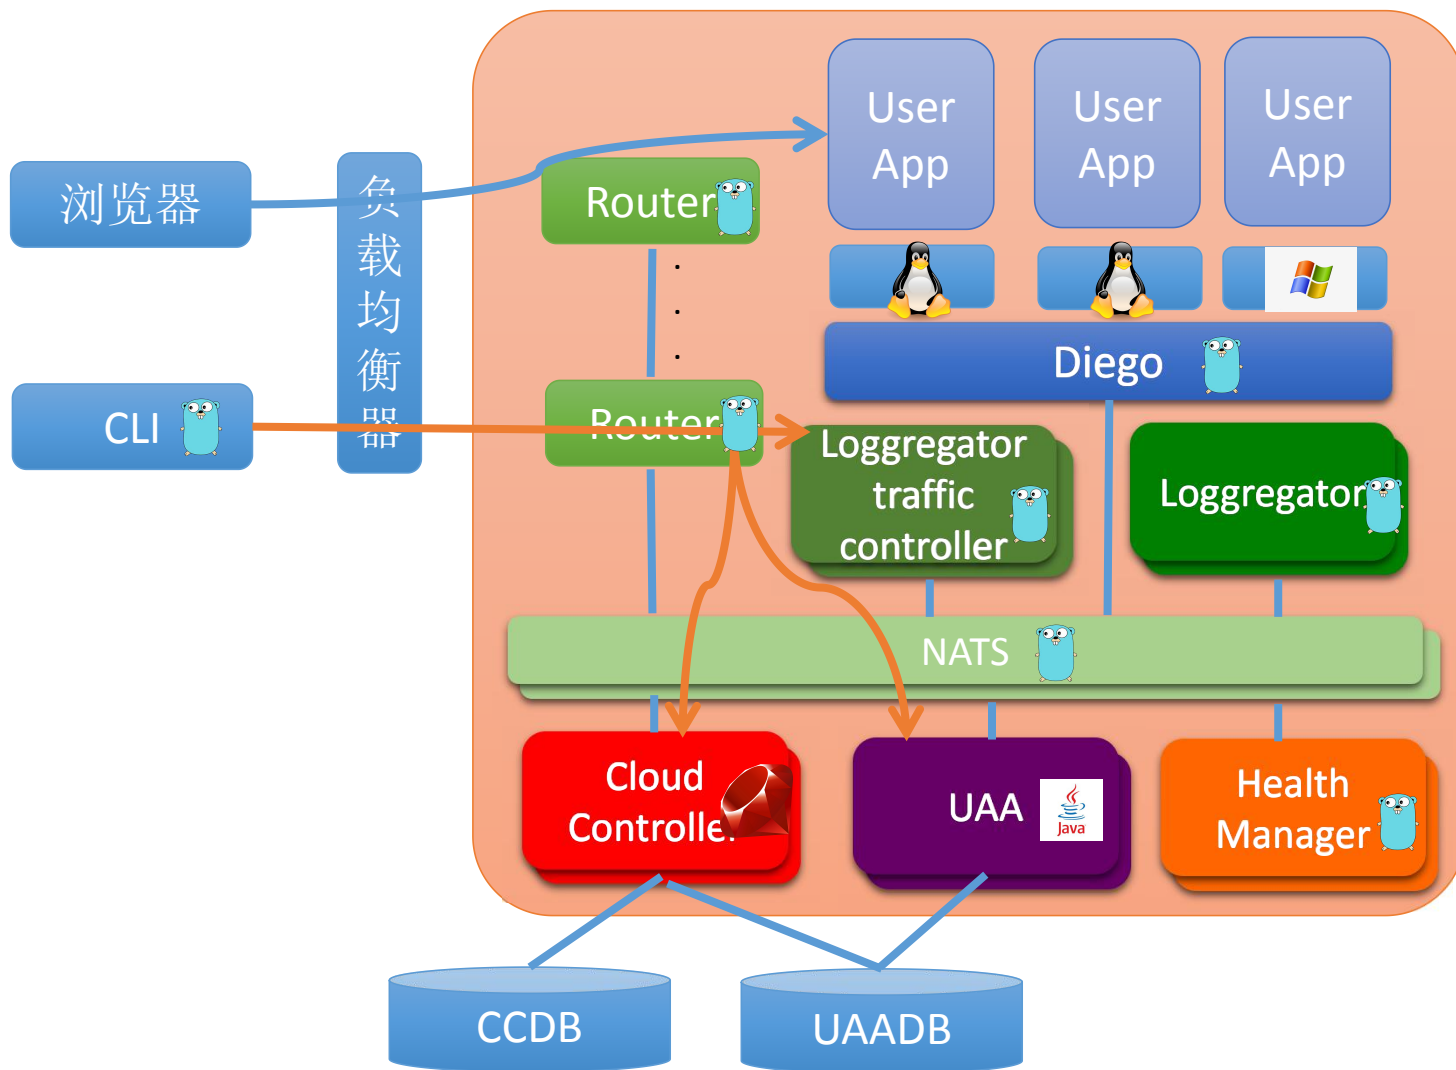 User
App
User
App
User
App
浏览器
负
载
均
衡
器
Router
.
.
.
Diego
CLI
Router
Loggregator
traffic
controller
Loggregator
NATS
Cloud
Controller
UAA
Java
Health
Manager
CCDB
UAADB